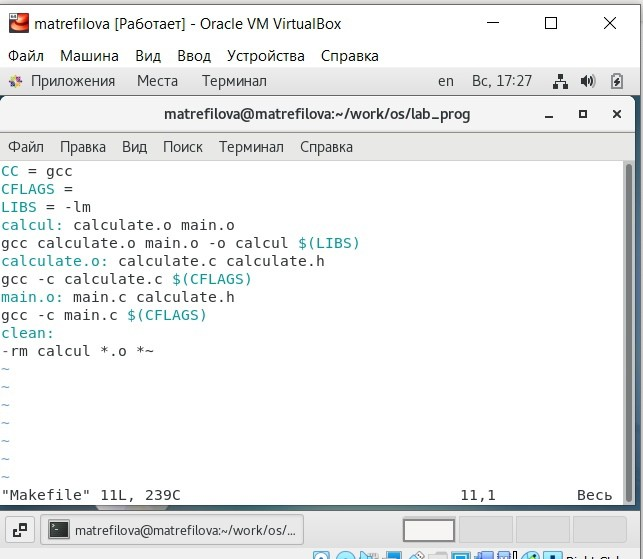 matrefilova [Работает] - Oracle VM VirtualBox
Файл Машина Вид Ввод Устройства Справка
Приложения Места Терминал en Вс, 17:27
matrefilova@matrefilova:~/work/os/lab_prog
Файл Правка Вид Поиск Терминал Справка
CC = gcc
CFLAGS =
LIBS = -lm
calcul: calculate.o main.o
gcc calculate.o main.o -o calcul $(LIBS)
calculate.o: calculate.c calculate.h
gcc -c calculate.c $(CFLAGS)
main.o: main.c calculate.h
gcc -c main.c $(CFLAGS)
clean:
-rm calcul *.o *~
~
~
~
~
~
~
~
"Makefile" 11L, 239C 11,1 Весь
matrefilova@matrefilova:~/work/os/...
Right Ctrl